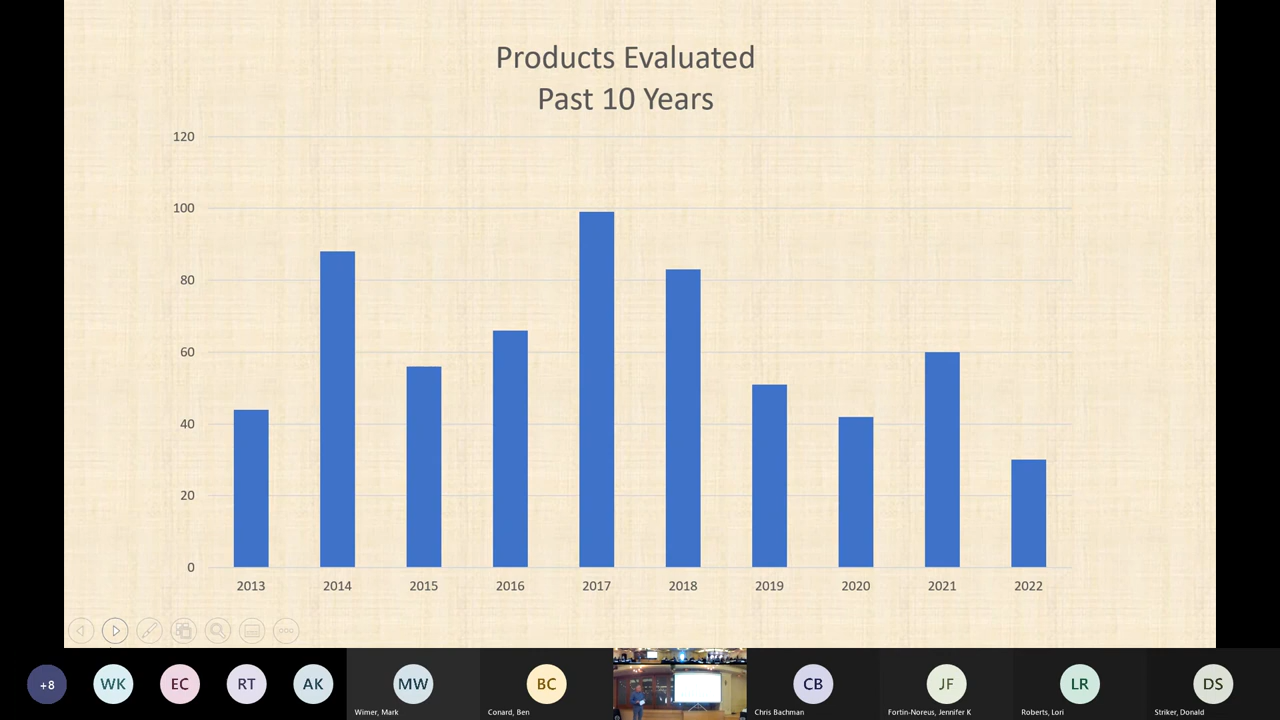 Products Evaluated
Past 10 Years
120
100
80
60
40
20
0
2013 2014 2015 2016 2017 2018 2019 2020 2021 2022
+8 WK EC RT AK MW BC CB JF LR DS
Wimer, Mark Conard, Ben Chris Bachman Fortin-Noreus, Jennifer K Roberts, Lori Striker, Donald